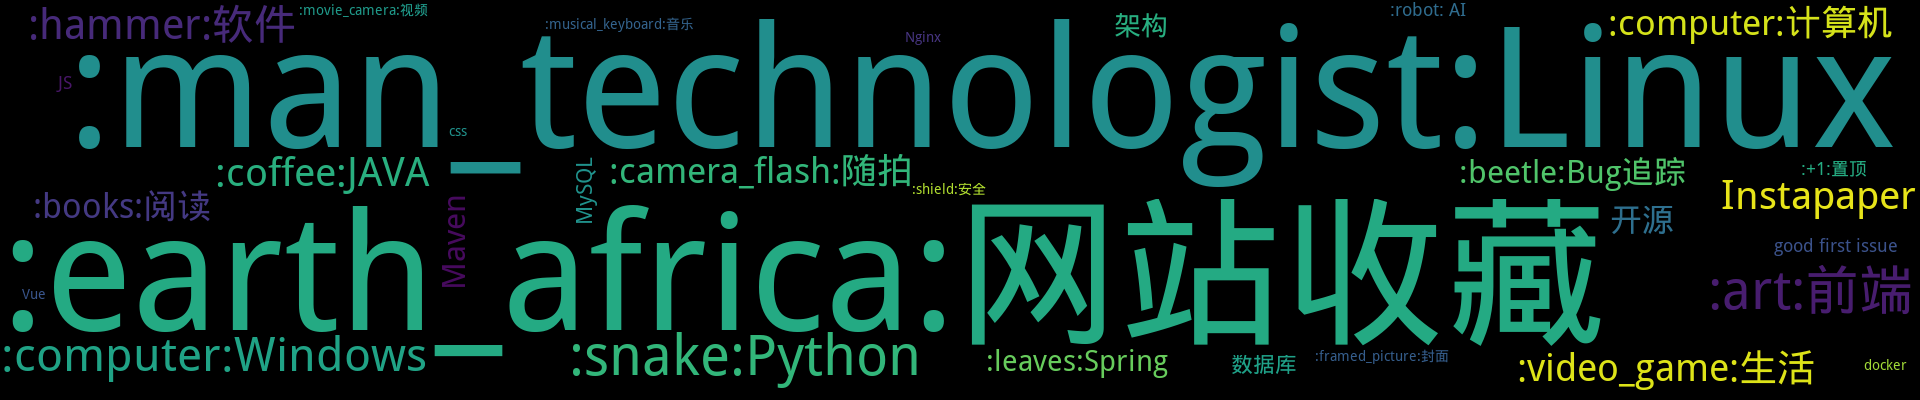 :hammer:软件
:movie_camera:视频
:musical_keyboard:音乐
Nginx
架构
:robot: AI
:computer:计算机
JS
:man_technologist:Linux
css
:coffee:JAVA
MySQL
:camera_flash:随拍
:shield:安全
:beetle:Bug追踪
:+1:置顶
:books:阅读
Maven
Instapaper
开源
good first issue
:earth_africa:网站收藏
Vue
:art:前端
:computer:Windows
:snake:Python
:leaves:Spring
数据库
:framed_picture:封面
:video_game:生活
docker